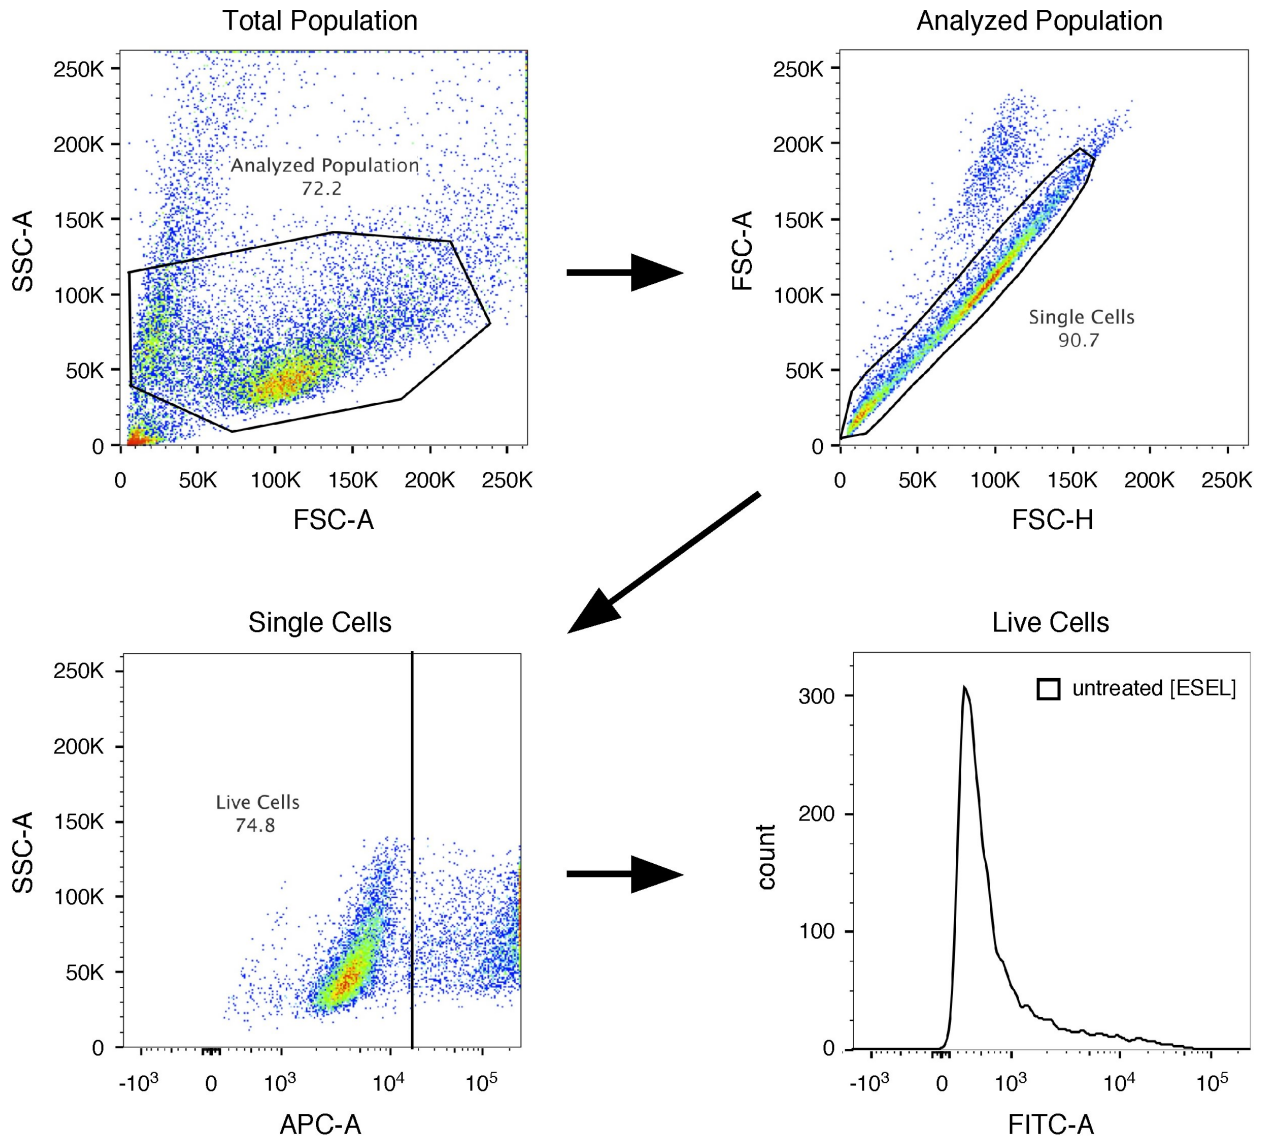 Total Population
250K
200K
150K
100K
50K
0
SSC-A
Analyzed Population
72.2
0 50K 100K 150K 200K 250K
FSC-A
Analyzed Population
250K
200K
150K
100K
50K
0
FSC-A
Single Cells
90.7
0 50K 100K 150K 200K 250K
FSC-H
Single Cells
250K
200K
150K
100K
50K
0
SSC-A
Live Cells
74.8
-10³ 0 10³ 10⁴ 10⁵
APC-A
Live Cells
300
200
100
0
count
untreated [ESEL]
-10³ 0 10³ 10⁴ 10⁵
FITC-A